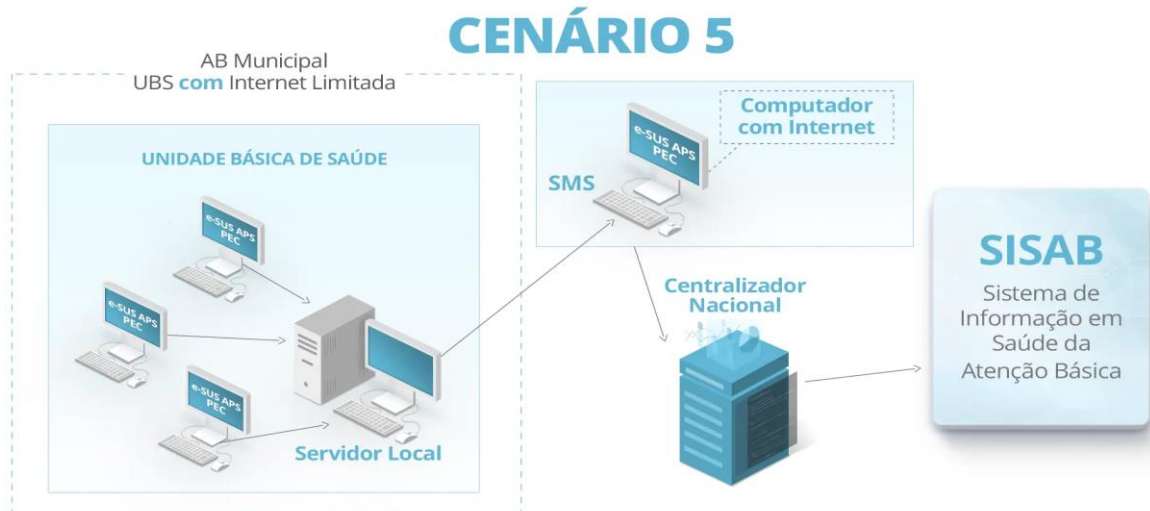 CENÁRIO 5
AB Municipal
UBS com Internet Limitada
UNIDADE BÁSICA DE SAÚDE
e-SUS APS
PEC
e-SUS APS
PEC
e-SUS APS
PEC
Servidor Local
e-SUS APS
PEC
SMS
Computador
com Internet
Centralizador
Nacional
SISAB
Sistema de
Informação em
Saúde da
Atenção Básica